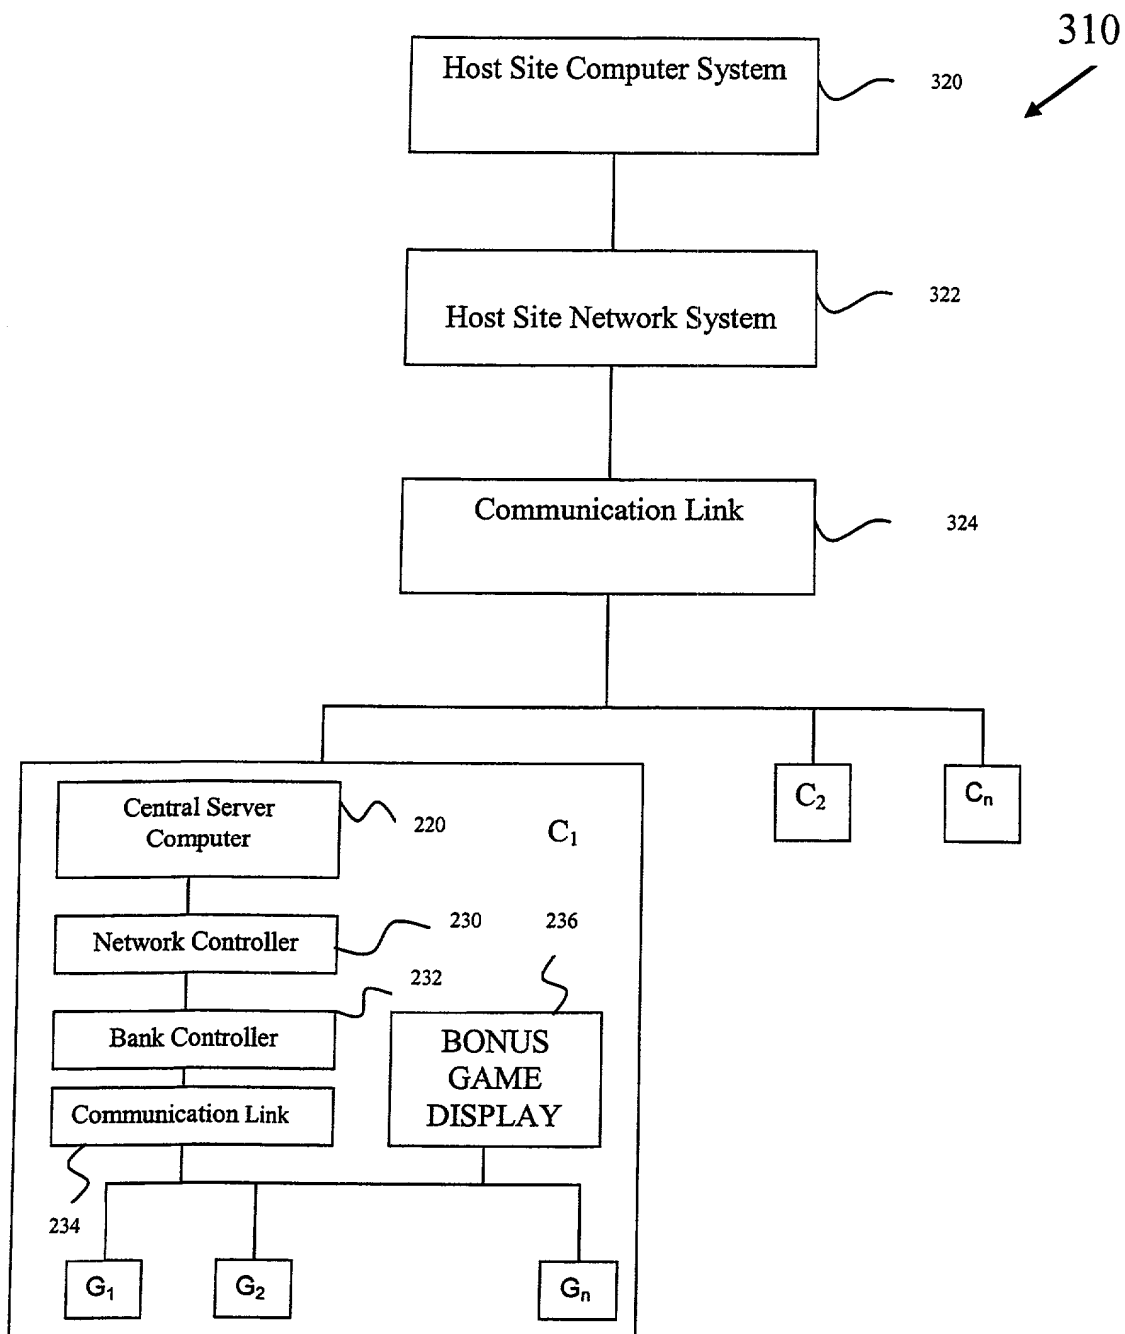 310
Host Site Computer System
320
Host Site Network System
322
Communication Link
324
Central Server
Computer
220
C₁
C₂
Cₙ
Network Controller
230
236
232
Bank Controller
BONUS
GAME
DISPLAY
Communication Link
234
G₁
G₂
Gₙ